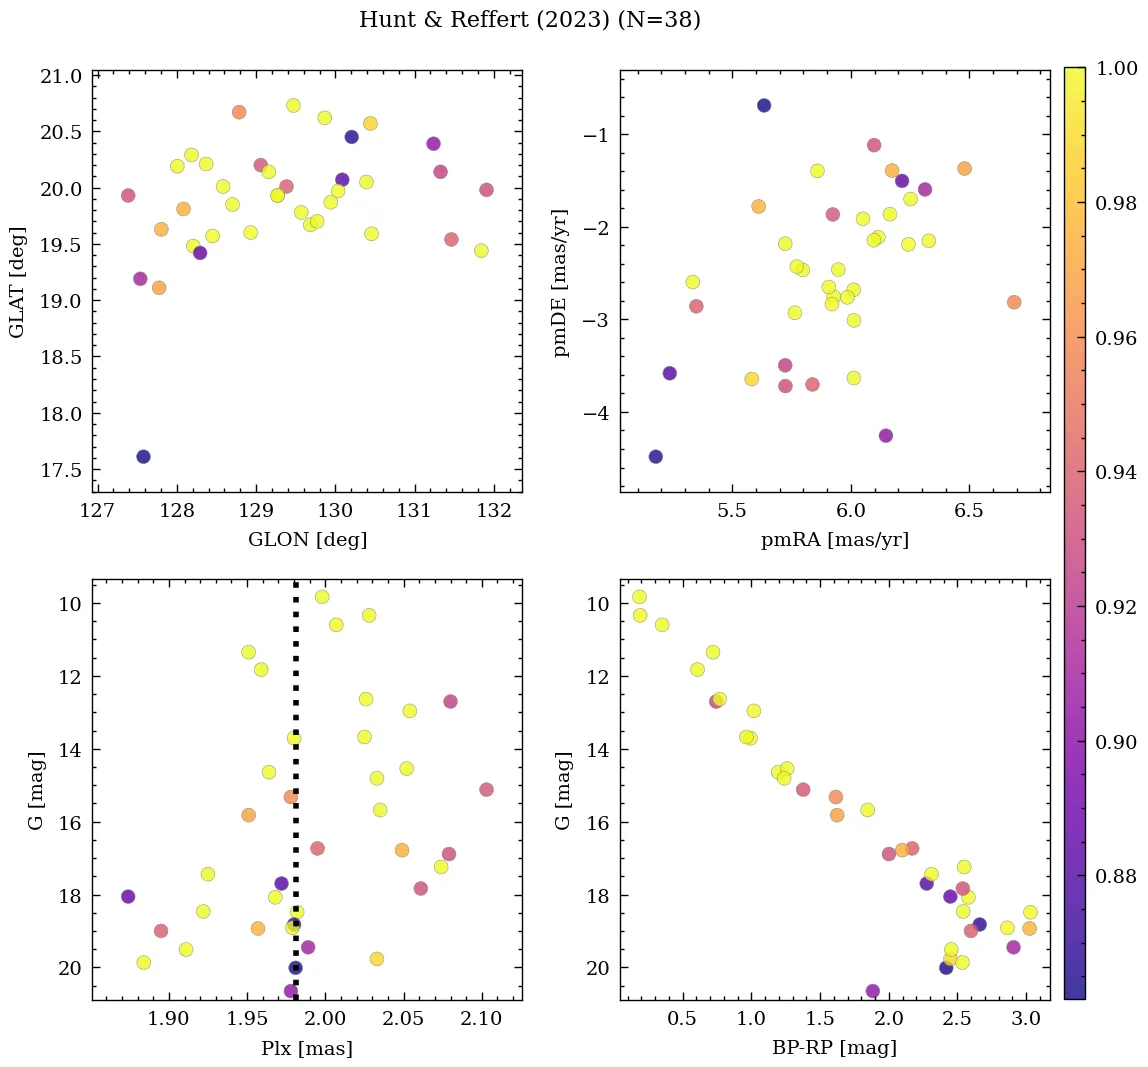 Hunt & Reffert (2023) (N=38)
21.0
20.5
20.0
19.5
19.0
18.5
18.0
17.5
GLAT [deg]
127 128 129 130 131 132
GLON [deg]
−1
−2
−3
−4
pmDE [mas/yr]
5.5 6.0 6.5
pmRA [mas/yr]
1.00
0.98
0.96
0.94
0.92
0.90
0.88
10
12
14
16
18
20
G [mag]
1.90 1.95 2.00 2.05 2.10
Plx [mas]
10
12
14
16
18
20
G [mag]
0.5 1.0 1.5 2.0 2.5 3.0
BP-RP [mag]